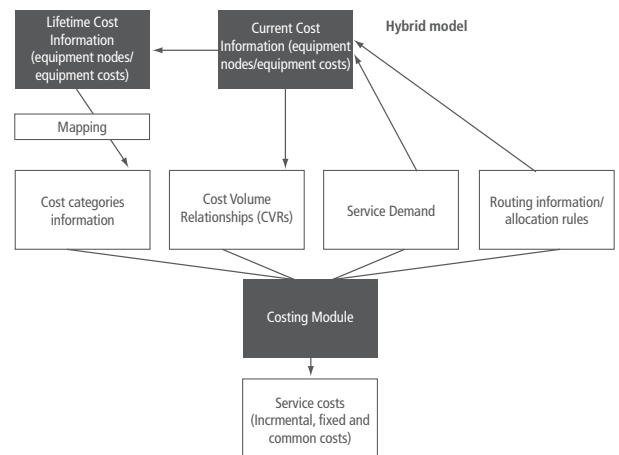 Lifetime Cost
Information
(equipment nodes/
equipment costs)
Current Cost
Information (equipment
nodes/equipment costs)
Hybrid model
Mapping
Cost categories
information
Cost Volume
Relationships (CVRs)
Service Demand
Routing information/
allocation rules
Costing Module
Service costs
(Incrmental, fixed and
common costs)